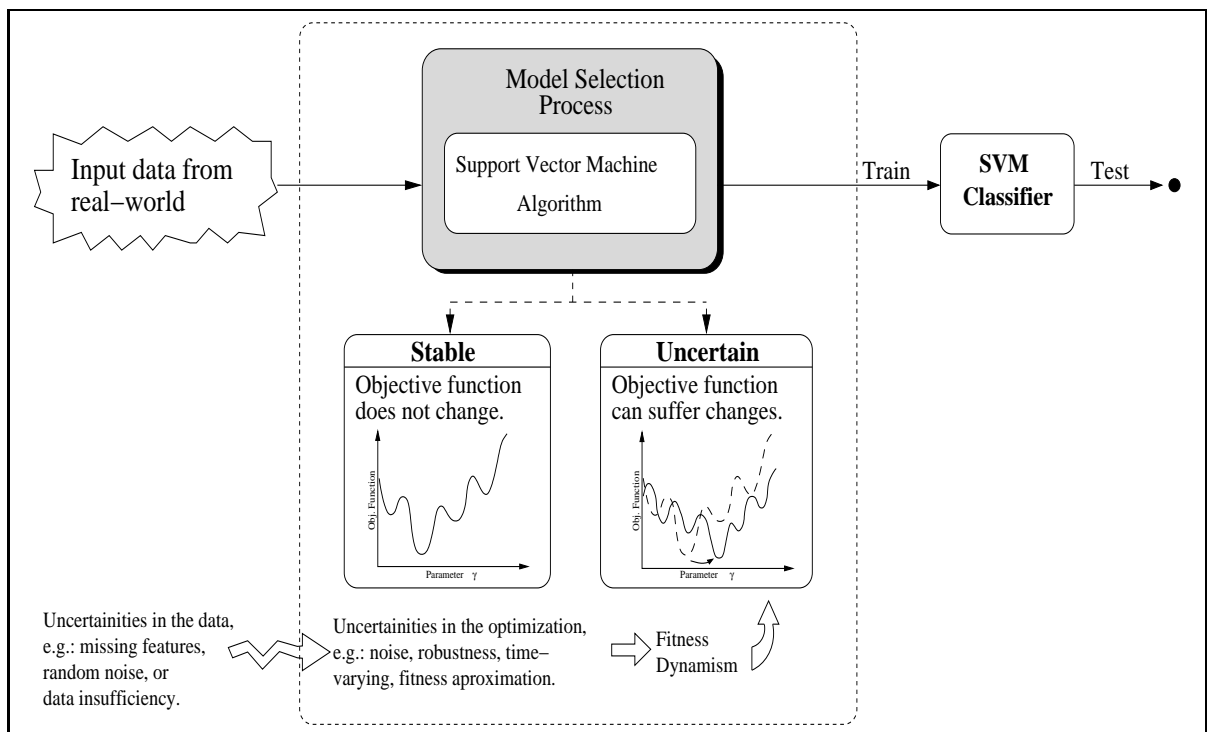 Model Selection
Process
Support Vector Machine
Algorithm
Input data from
real−world
Train
SVM
Classifier
Test
Stable
Objective function
does not change.
Obj. Function
Parameter γ
Uncertain
Objective function
can suffer changes.
Obj. Function
Parameter γ
Uncertainities in the data,
e.g.: missing features,
random noise, or
data insufficiency.
Uncertainities in the optimization,
e.g.: noise, robustness, time−
varying, fitness aproximation.
Fitness
Dynamism